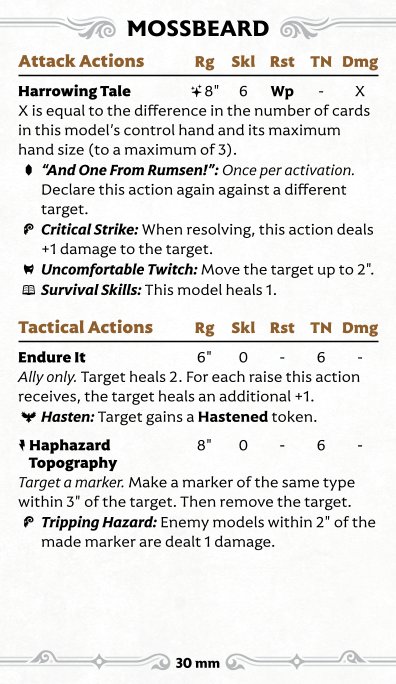 MOSSBEARD
Attack Actions Rg Skl Rst TN Dmg
Harrowing Tale 8" 6 Wp - X
X is equal to the difference in the number of cards
in this model's control hand and its maximum
hand size (to a maximum of 3).
"And One From Rumsen!": Once per activation.
Declare this action again against a different
target.
Critical Strike: When resolving, this action deals
+1 damage to the target.
Uncomfortable Twitch: Move the target up to 2".
Survival Skills: This model heals 1.
Tactical Actions Rg Skl Rst TN Dmg
Endure It 6" 0 - 6 -
Ally only. Target heals 2. For each raise this action
receives, the target heals an additional +1.
Hasten: Target gains a Hastened token.
Haphazard 8" 0 - 6 -
Topography
Target a marker. Make a marker of the same type
within 3" of the target. Then remove the target.
Tripping Hazard: Enemy models within 2" of the
made marker are dealt 1 damage.
30 mm